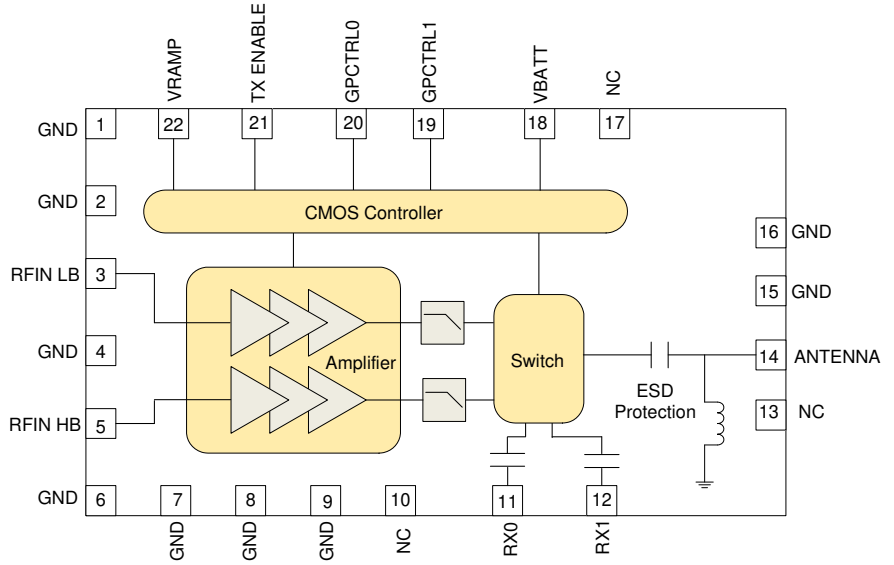 VRAMP
TX ENABLE
GPCTRL0
GPCTRL1
VBATT
NC
GND
1
22
21
20
19
18
17
GND
2
CMOS Controller
16
GND
RFIN LB
3
15
GND
GND
4
Amplifier
Switch
14
ANTENNA
ESD
Protection
13
NC
RFIN HB
5
GND
6
7
8
9
10
11
12
GND
GND
GND
NC
RX0
RX1